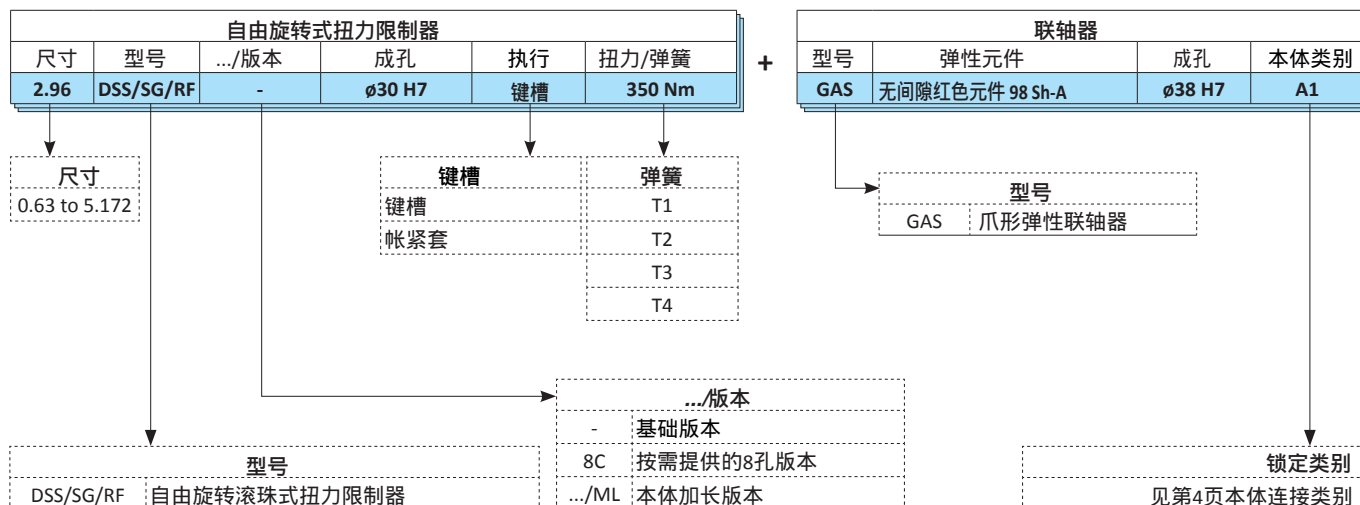 自由旋转式扭力限制器
尺寸 型号 .../版本 成孔 执行 扭力/弹簧
2.96 DSS/SG/RF - ø30 H7 键槽 350 Nm
+
联轴器
型号 弹性元件 成孔 本体类别
GAS 无间隙红色元件 98 Sh-A ø38 H7 A1
尺寸
0.63 to 5.172
键槽
键槽
帐紧套
弹簧
T1
T2
T3
T4
型号
GAS 爪形弹性联轴器
.../版本
- 基础版本
8C 按需提供的8孔版本
.../ML 本体加长版本
型号
DSS/SG/RF 自由旋转滚珠式扭力限制器
锁定类别
见第4页本体连接类别